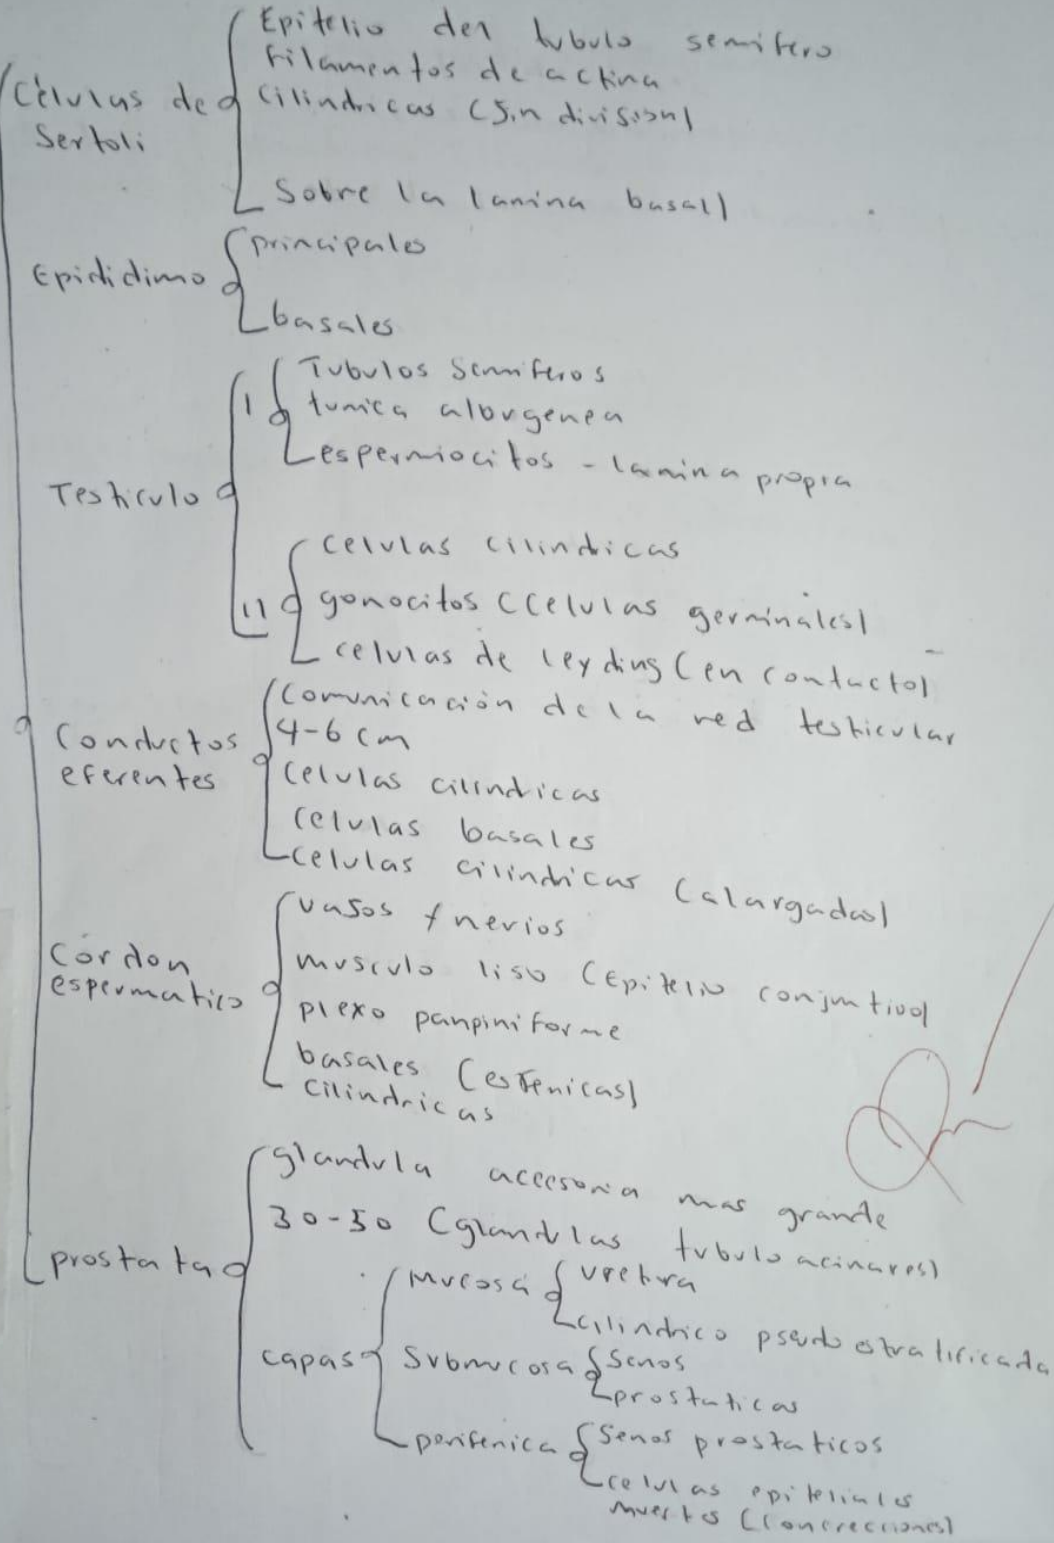 Células de
Sertoli
Epitelio del tubulo semifero
Filamentos de actina
Cilindricas (Sin division)
Sobre la lamina basal)
Epididimo
principales
basales
Testiculo
I
Tubulos Semiferos
tunica alburgenea
espermiocitos - lamina propia
II
celulas cilindricas
gonocitos (Celulas germinales)
celulas de leyding (en contacto)
Conductos
eferentes
Comunicación de la red testicular
4-6 cm
celulas cilindricas
celulas basales
celulas cilindricas (alargadas)
Cordon
espermatico
vasos y nervios
musculo liso (Epitelio conjuntivo)
plexo panpiniforme
basales (esfenicas)
cilindricas
prostata
glandula accesoria mas grande
30-50 (glandulas tubulo acinares)
capas
Mucosa
uretra
cilindrico pseudo estratificada
Submucosa
Senos
prostaticas
periferica
Senos prostaticos
celulas epiteliales
muertas (Concreciones)